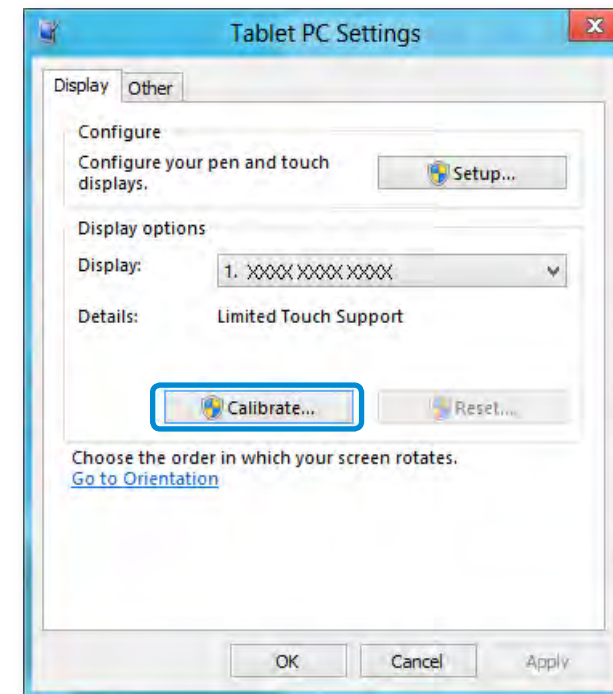 Tablet PC Settings
Display Other
Configure
Configure your pen and touch
displays.
Setup...
Display options
Display: 1. XXXX XXXX XXXX
Details: Limited Touch Support
Calibrate... Reset...
Choose the order in which your screen rotates.
Go to Orientation
OK Cancel Apply